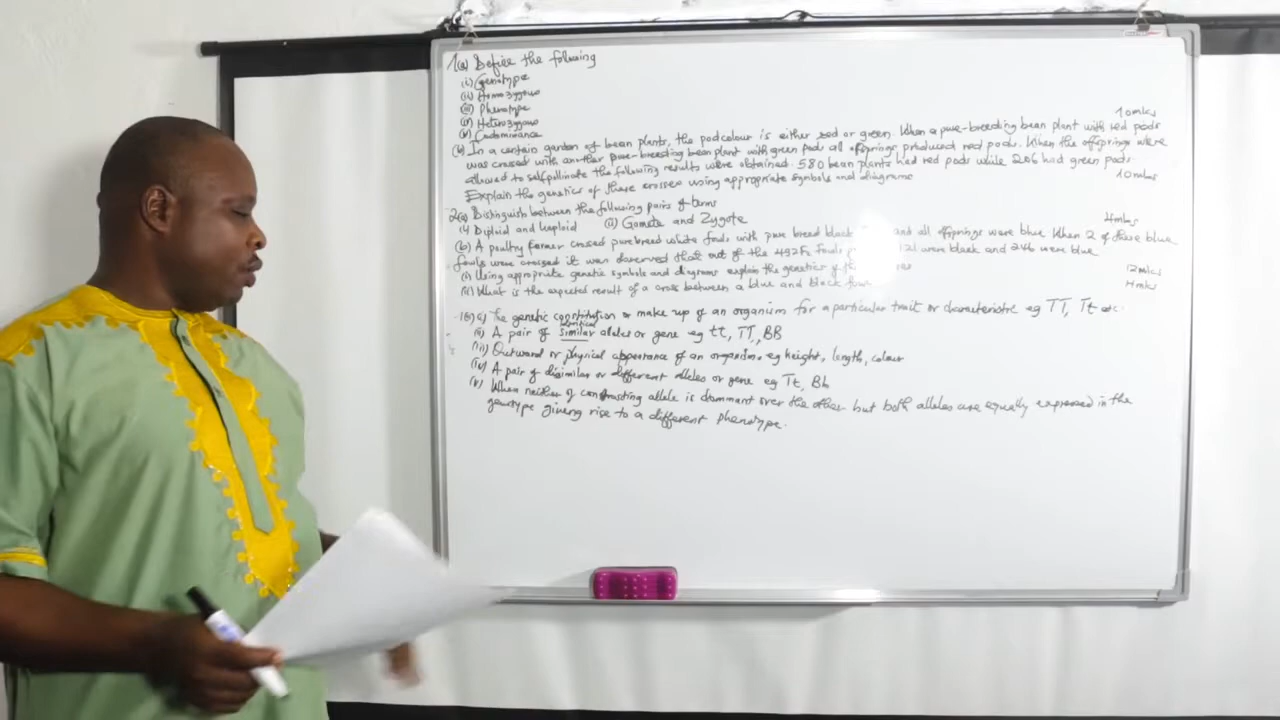 1(a) Define the following
(i) Genotype
(ii) Homozygous
(iii) Phenotype
(iv) Heterozygous
(v) Codominance
10mks
(b) In a certain garden of bean plants, the pod colour is either red or green. When a pure-breeding bean plant with red pods
was crossed with another pure-breeding bean plant with green pods all offsprings produced red pods. When the offsprings where
allowed to selfpollinate the following results were obtained. 580 bean plants had red pods while 206 had green pods.
Explain the genetics of these crosses using appropriate symbols and diagrams
10mks
2(a) Distinguish between the following pairs of terms
(i) Diploid and haploid (ii) Gamete and Zygote
4mks
(b) A poultry farmer crossed purebreed white fowls with pure breed black and all offsprings were blue. When 2 of these blue
fowls were crossed it was observed that out of the 492 F2 fowls 121 were black and 246 were blue
(i) Using appropriate genetic symbols and diagrams explain the genetics of
12mks
(ii) What is the expected result of a cross between a blue and black
4mks
1(a) (i) The genetic constitution or make up of an organism for a particular trait or characteristic eg TT, Tt etc.
identical
(ii) A pair of similar alleles or gene eg tt, TT, BB
(iii) Outward or physical appearance of an organism eg height, length, colour
(iv) A pair of dissimilar or different alleles or gene eg Tt, Bb
(v) When neither of contrasting allele is dominant over the other but both alleles are equally expressed in the
genotype giving rise to a different phenotype.